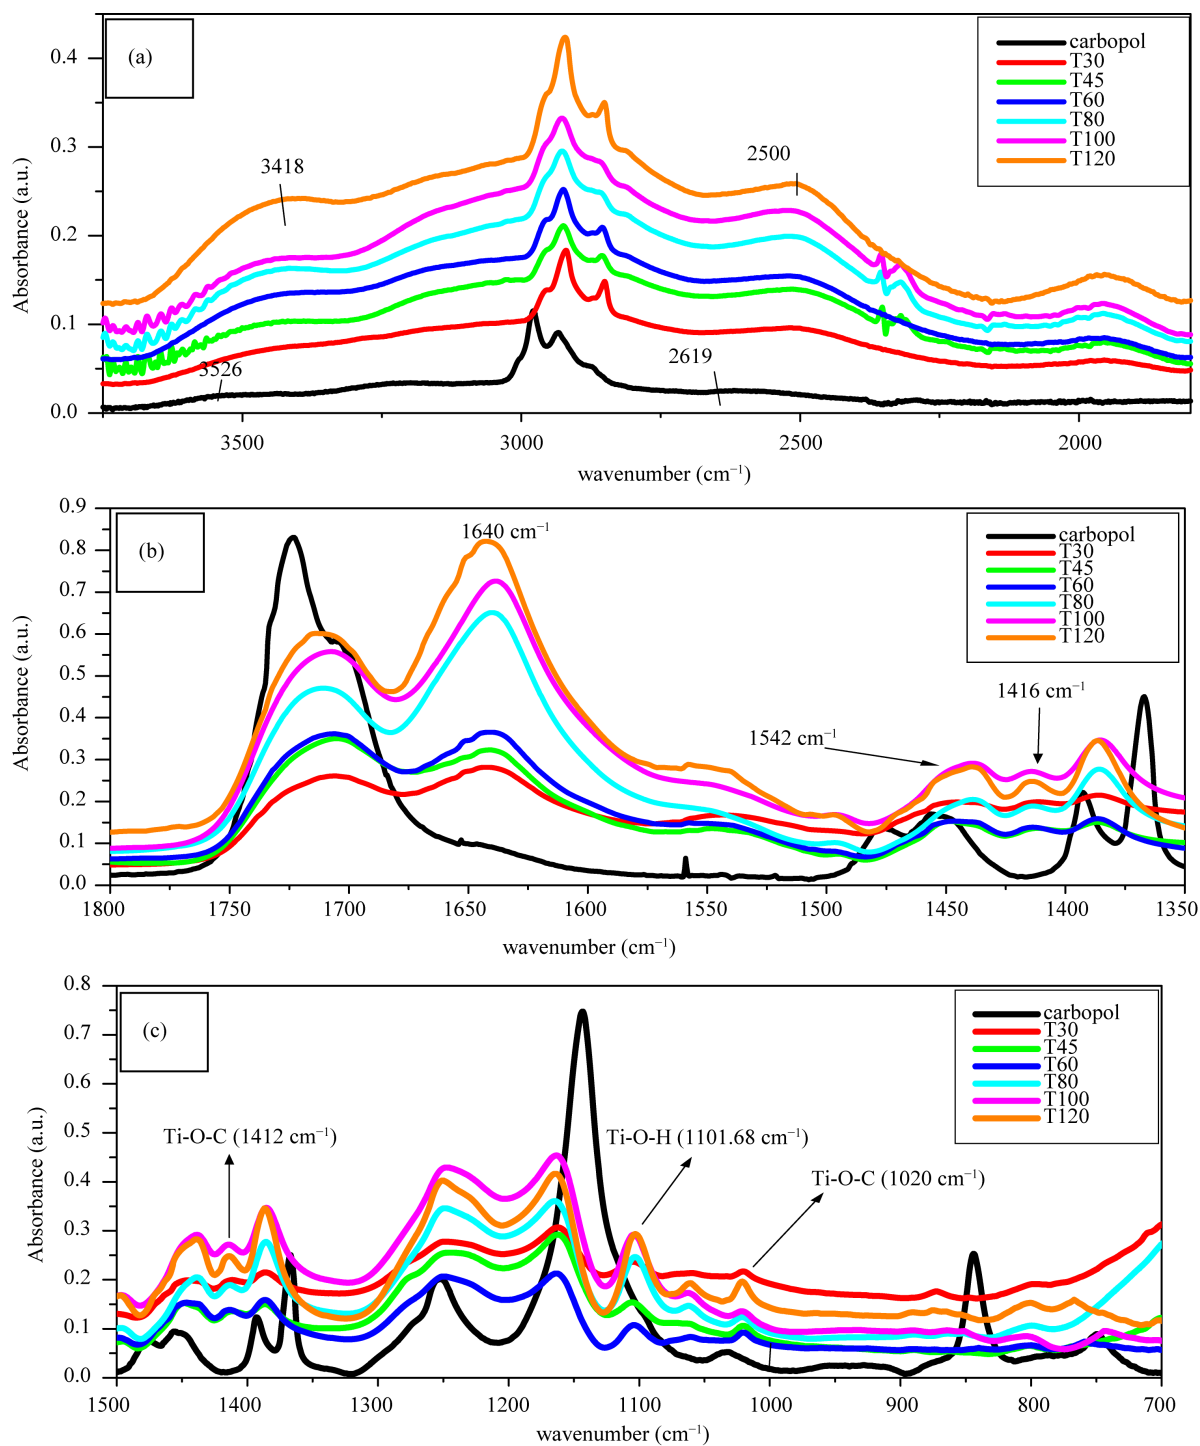 (a)
carbopol
T30
T45
T60
T80
T100
T120
3418
2500
3526
2619
0.4
0.3
0.2
0.1
0.0
Absorbance (a.u.)
3500 3000 2500 2000
wavenumber (cm⁻¹)
(b)
1640 cm⁻¹
carbopol
T30
T45
T60
T80
T100
T120
1416 cm⁻¹
1542 cm⁻¹
0.9
0.8
0.7
0.6
0.5
0.4
0.3
0.2
0.1
0.0
Absorbance (a.u.)
1800 1750 1700 1650 1600 1550 1500 1450 1400 1350
wavenumber (cm⁻¹)
(c)
carbopol
T30
T45
T60
T80
T100
T120
Ti-O-C (1412 cm⁻¹)
Ti-O-H (1101.68 cm⁻¹)
Ti-O-C (1020 cm⁻¹)
0.8
0.7
0.6
0.5
0.4
0.3
0.2
0.1
0.0
Absorbance (a.u.)
1500 1400 1300 1200 1100 1000 900 800 700
wavenumber (cm⁻¹)